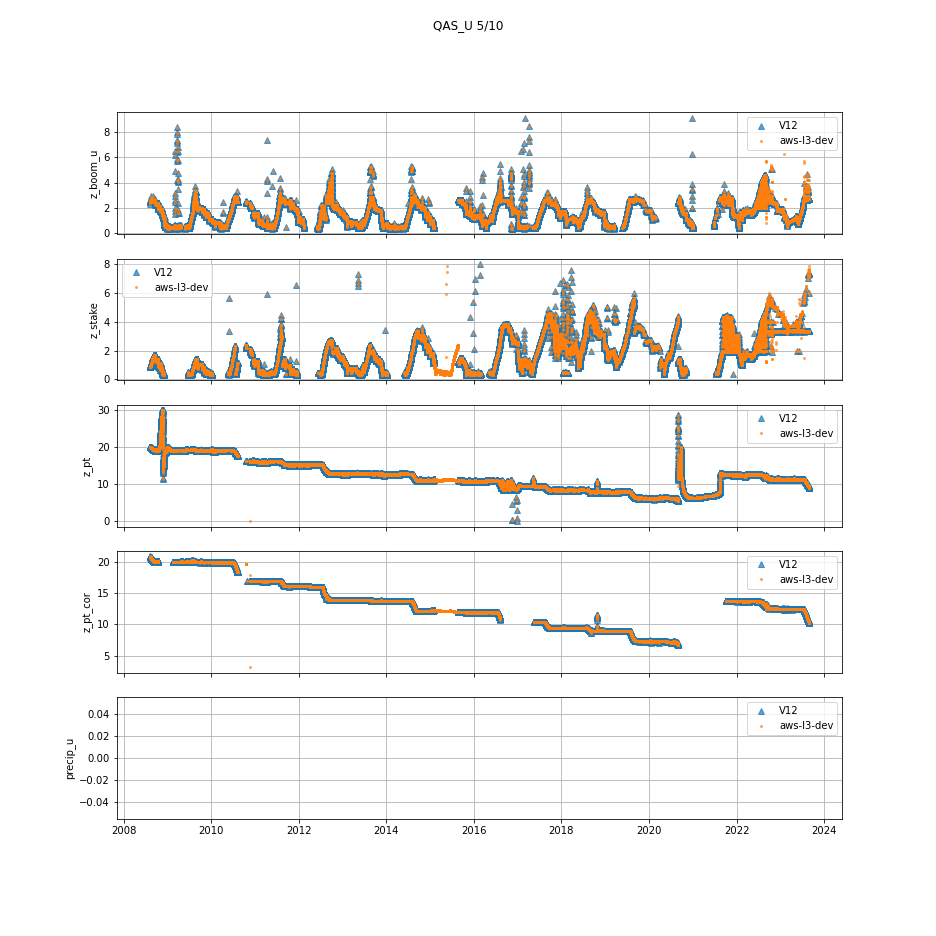 QAS_U 5/10
z_boom_u
8
6
4
2
0
V12
aws-l3-dev
z_stake
8
6
4
2
0
V12
aws-l3-dev
z_pt
30
20
10
0
V12
aws-l3-dev
z_pt_cor
20
15
10
5
V12
aws-l3-dev
precip_u
0.04
0.02
0.00
−0.02
−0.04
V12
aws-l3-dev
2008 2010 2012 2014 2016 2018 2020 2022 2024